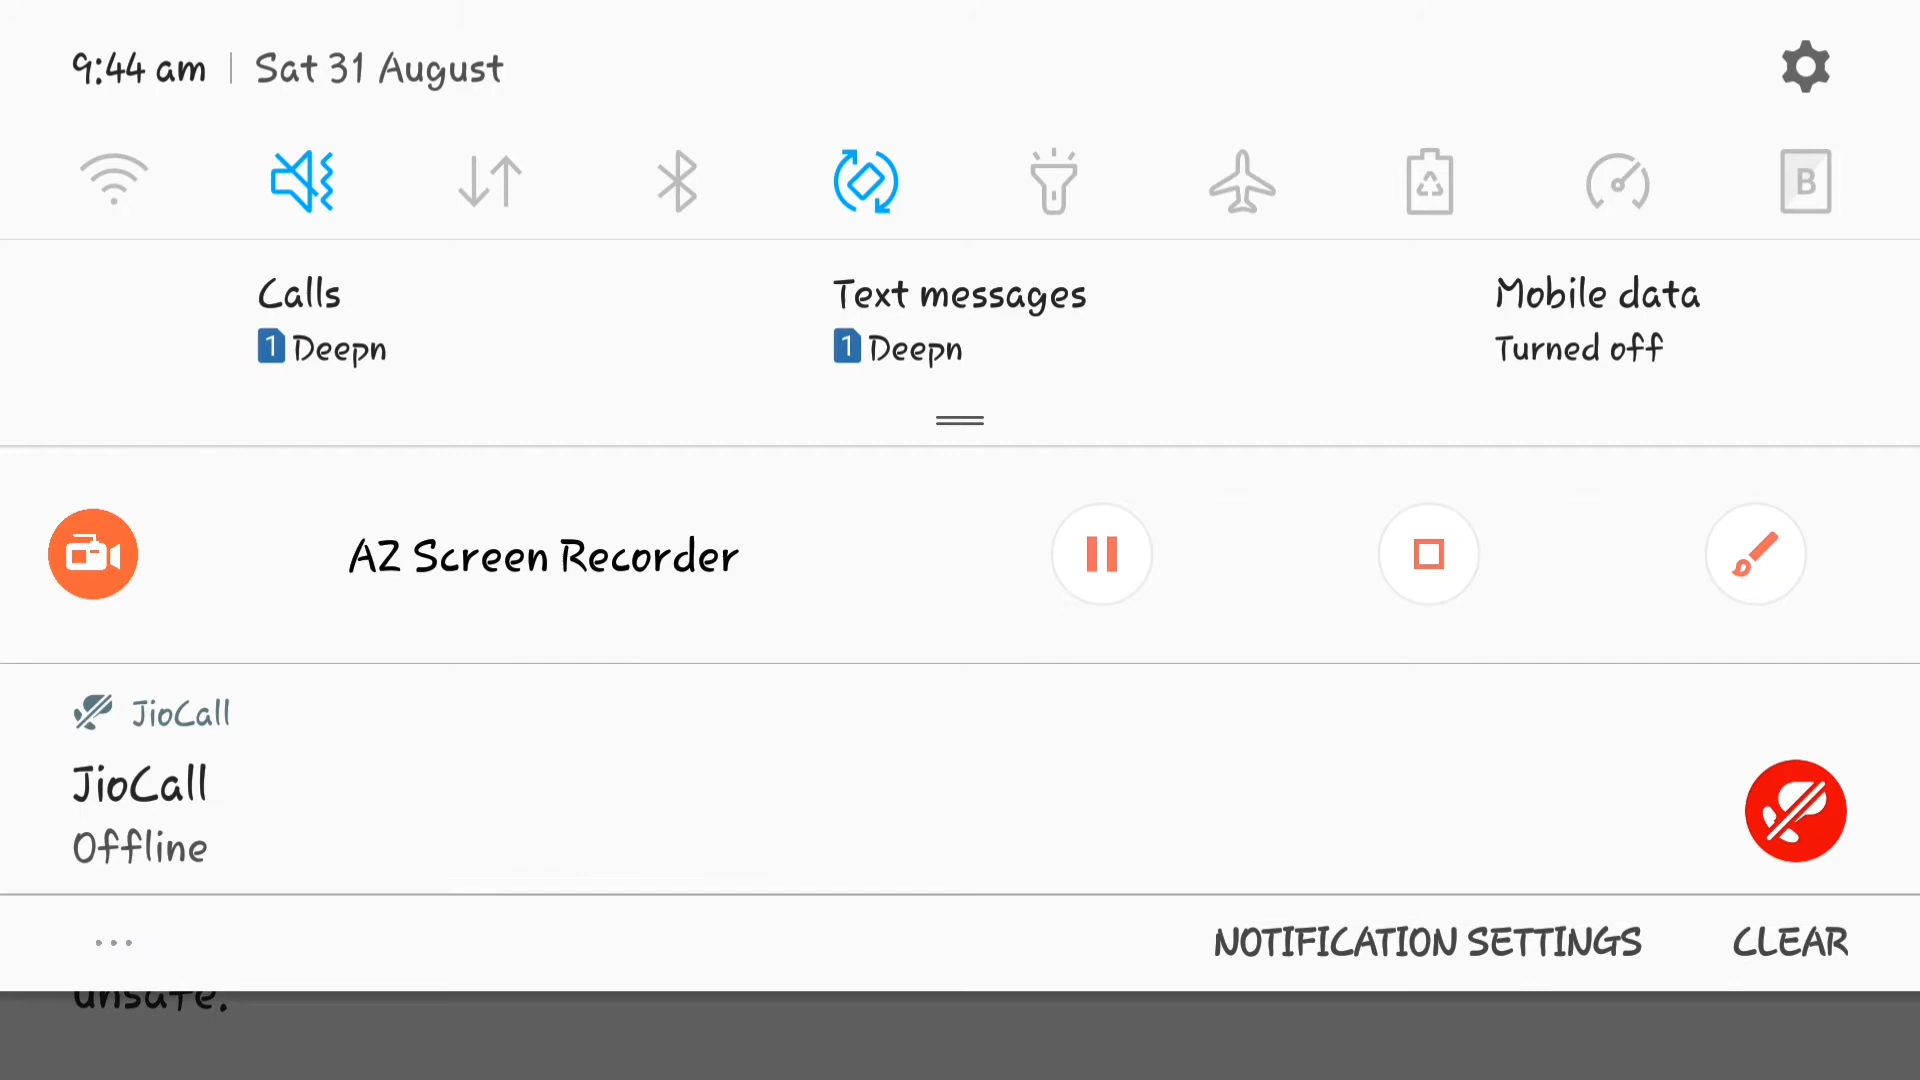 9:44 am | Sat 31 August
B
Calls
Text messages
Mobile data
1 Deepn
1 Deepn
Turned off
AZ Screen Recorder
JioCall
JioCall
Offline
... NOTIFICATION SETTINGS CLEAR
unsafe.